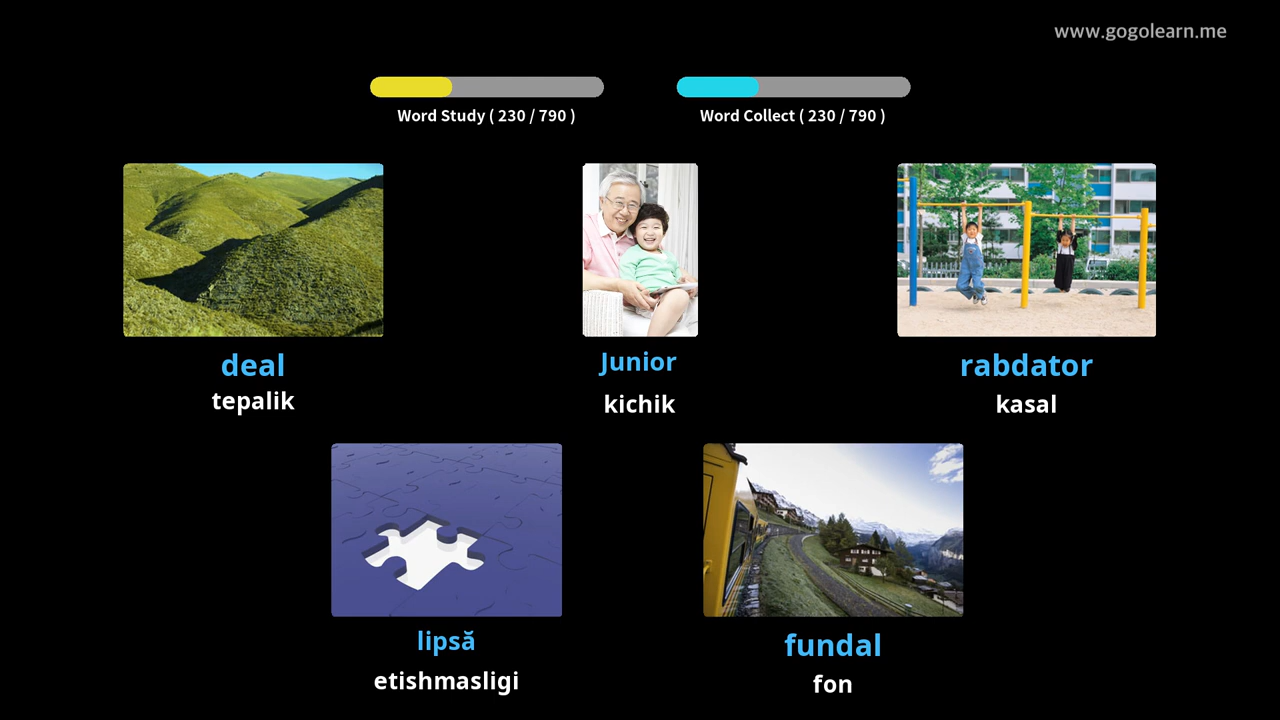 www.gogolearn.me
Word Study ( 230 / 790 )
Word Collect ( 230 / 790 )
deal
tepalik
Junior
kichik
rabdator
kasal
lipsă
etishmasligi
fundal
fon